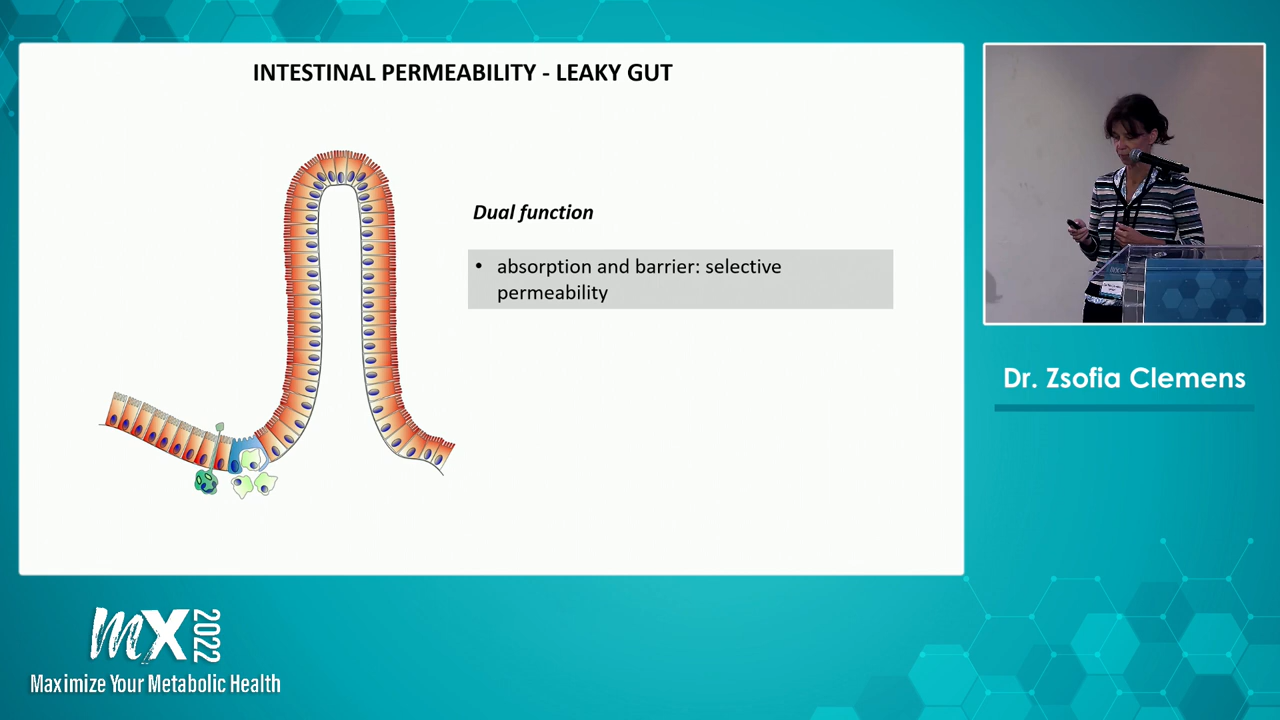 INTESTINAL PERMEABILITY - LEAKY GUT
Dual function
• absorption and barrier: selective
permeability
Dr. Zsofia Clemens
mx 2022
Maximize Your Metabolic Health